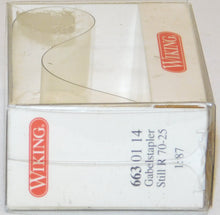 WIKING
WIKING
663 01 14
Gabelstapler
Still R 70-25
1:87